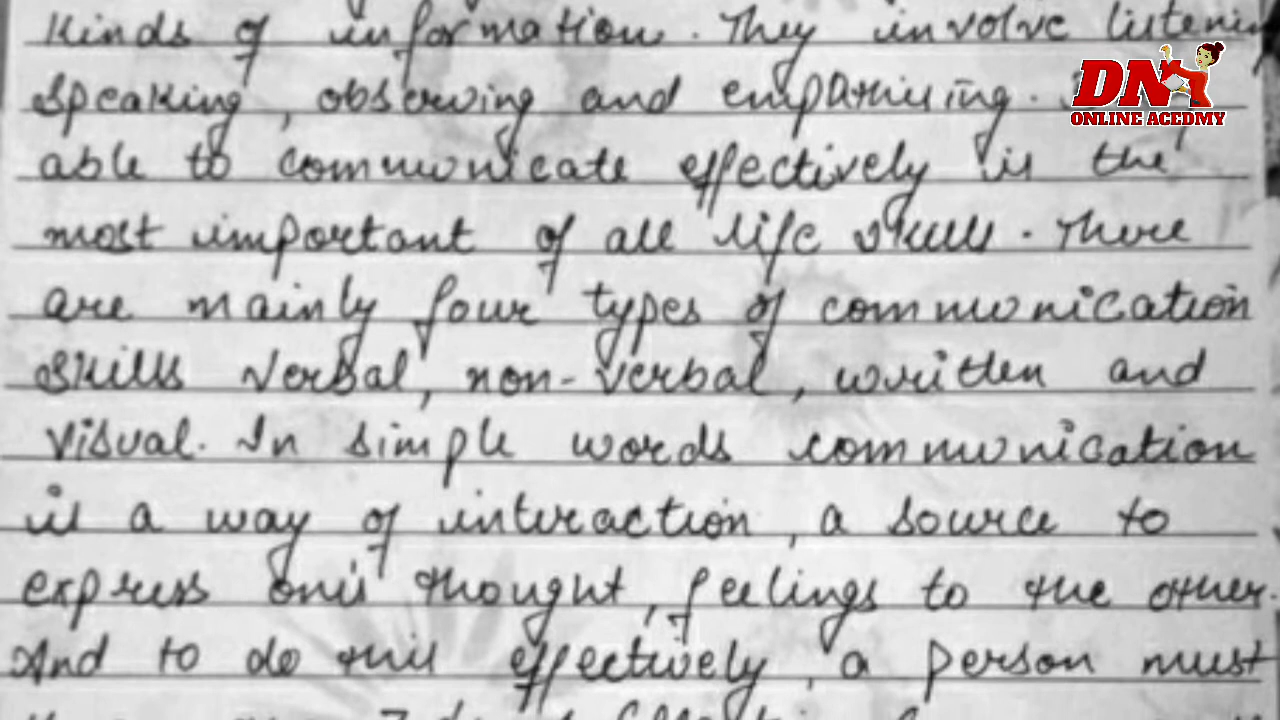 kinds of information. They involve listenin
speaking, observing and empathising.
able to communicate effectively is the
most important of all life skills. There
are mainly four types of communication
skills verbal, non-verbal, written and
visual. In simple words communication
is a way of interaction, a source to
express one's thought, feelings to the other.
And to do this effectively, a person must
DN
ONLINE ACEDMY